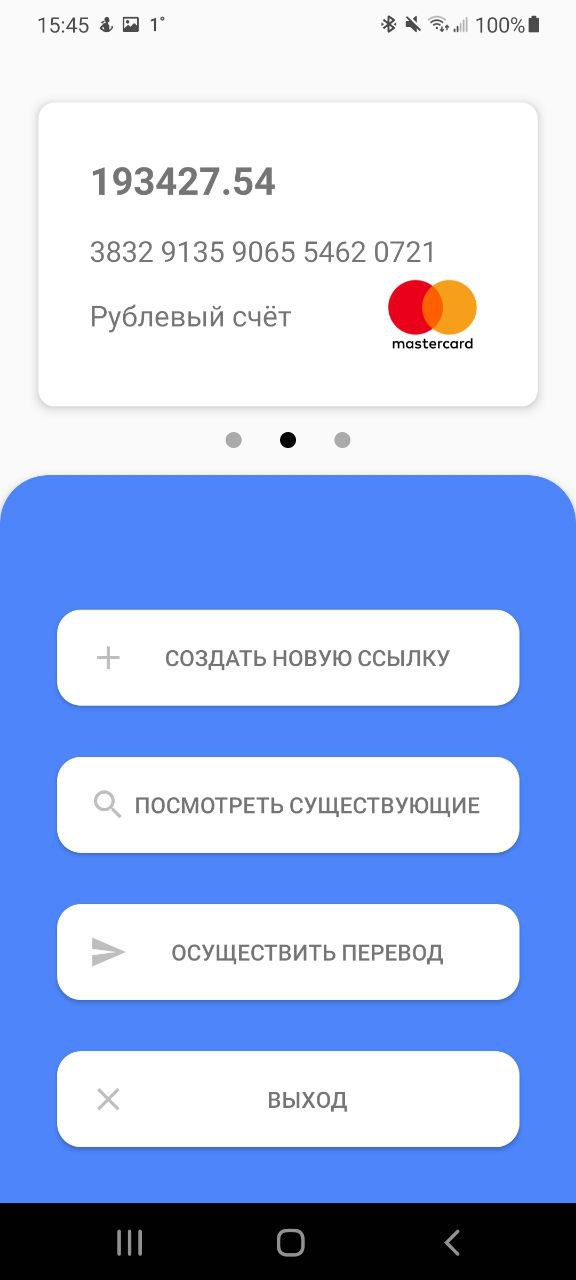 15:45 1° 100%
193427.54
3832 9135 9065 5462 0721
Рублевый счёт
mastercard
СОЗДАТЬ НОВУЮ ССЫЛКУ
ПОСМОТРЕТЬ СУЩЕСТВУЮЩИЕ
ОСУЩЕСТВИТЬ ПЕРЕВОД
ВЫХОД